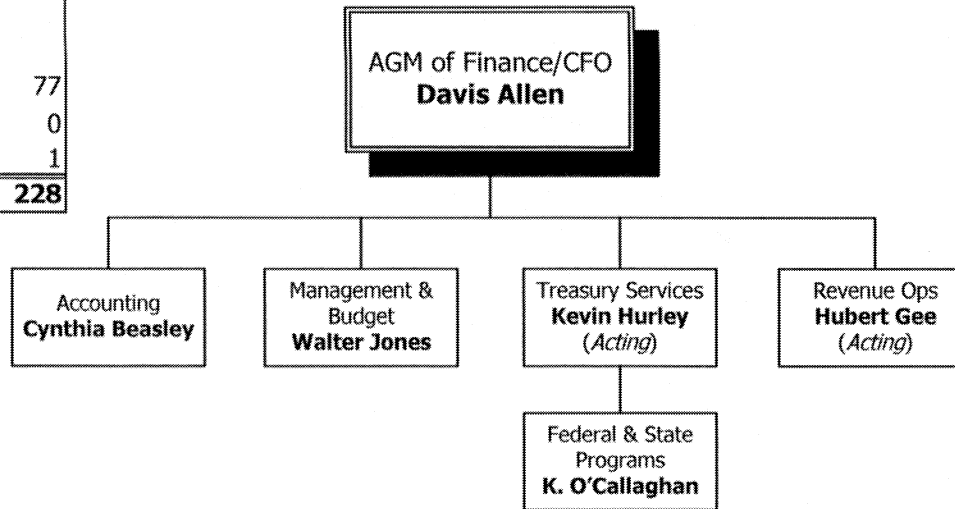 77
0
1
228
AGM of Finance/CFO
Davis Allen
Accounting
Cynthia Beasley
Management &
Budget
Walter Jones
Treasury Services
Kevin Hurley
(Acting)
Revenue Ops
Hubert Gee
(Acting)
Federal & State
Programs
K. O'Callaghan